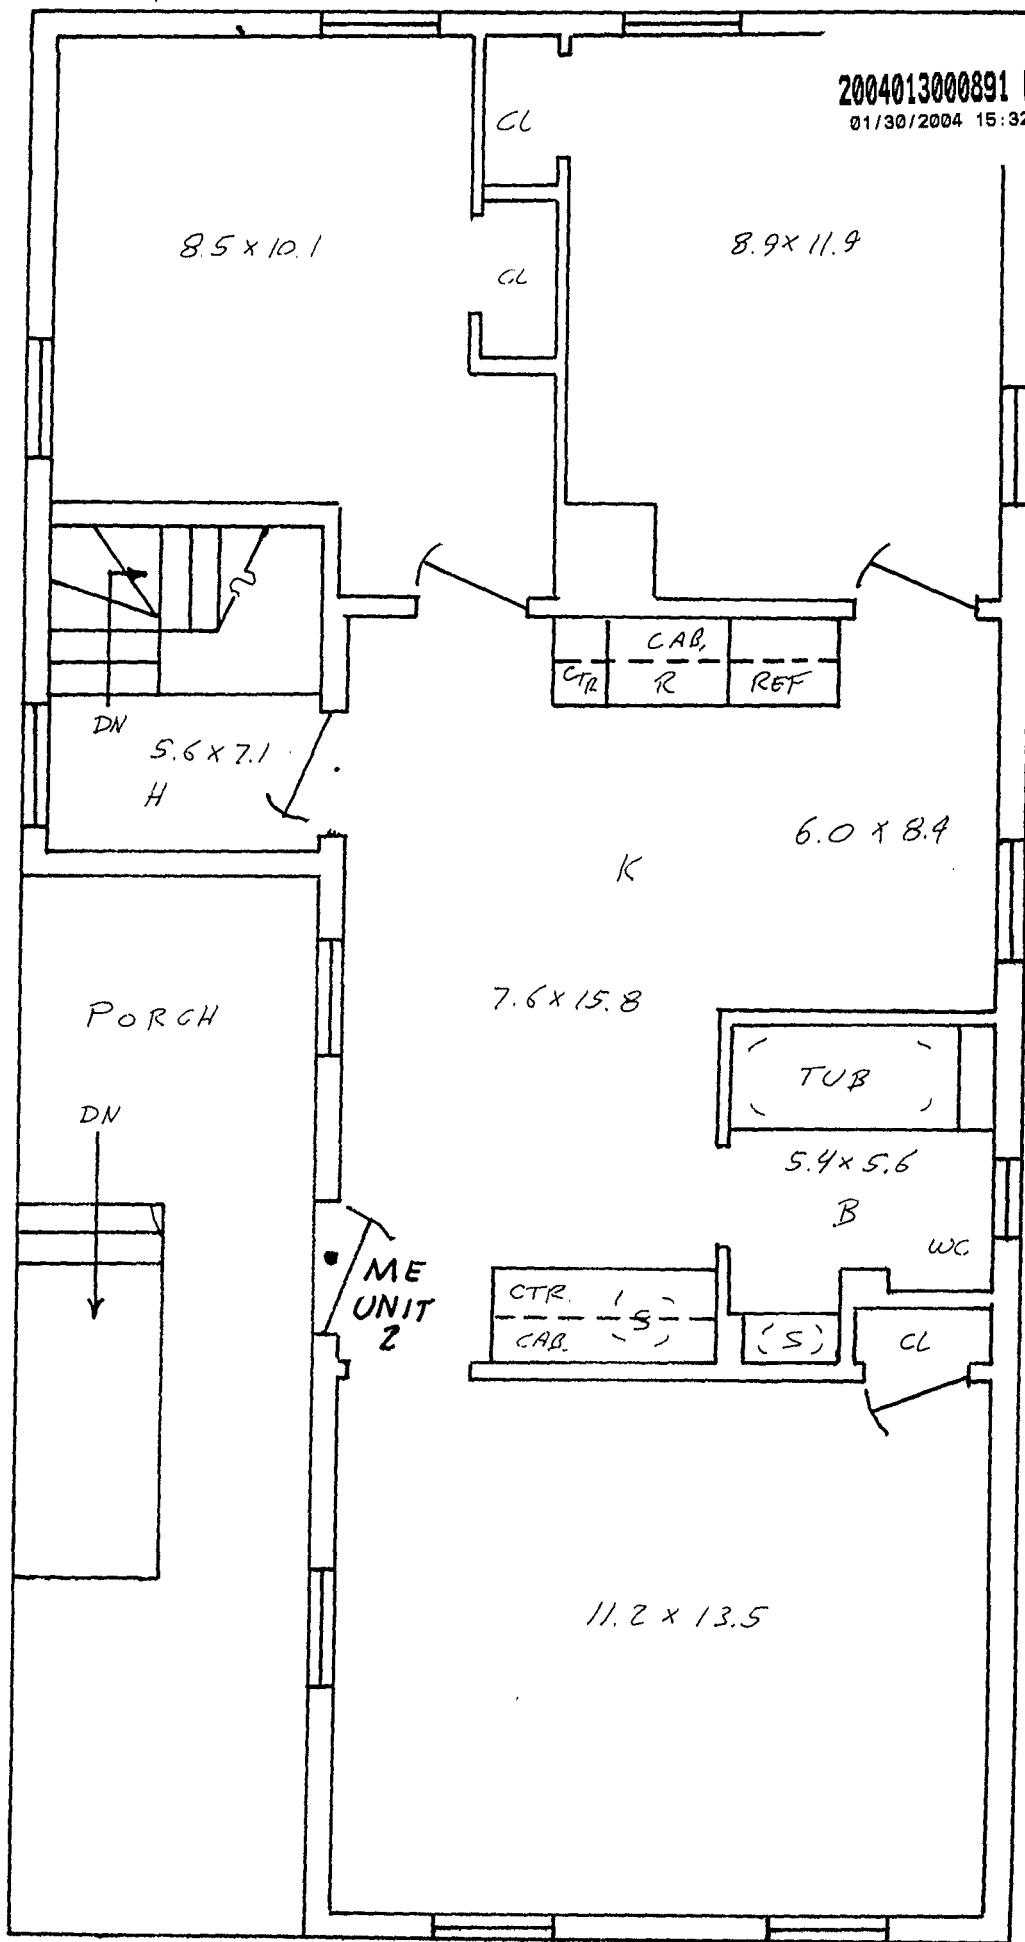 2004013000891
01/30/2004 15:32
CL
8.5 x 10.1
8.9 x 11.9
CL
CAB.
CTR
R
REF
DN
5.6 x 7.1
H
6.0 x 8.4
K
7.6 x 15.8
PORCH
TUB
DN
5.4 x 5.6
B
WC
ME
UNIT
2
CTR.
S
CAB.
S
CL
11.2 x 13.5